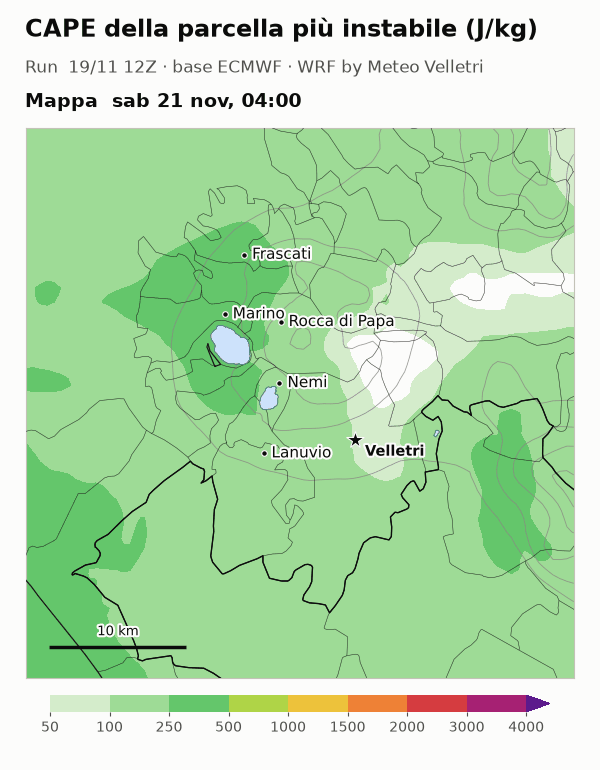 CAPE della parcella più instabile (J/kg)
Run  19/11 12Z · base ECMWF · WRF by Meteo Velletri
Mappa  sab 21 nov, 04:00
Frascati
Marino
Rocca di Papa
Nemi
Velletri
Lanuvio
10 km
50 100 250 500 1000 1500 2000 3000 4000